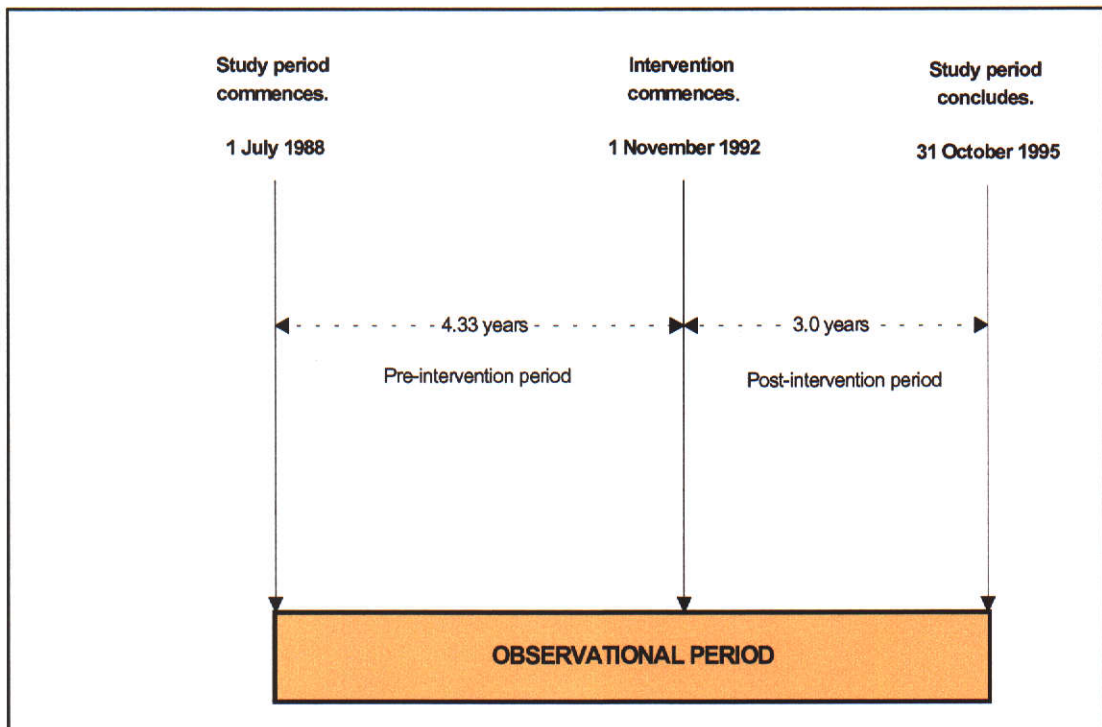 Study period
commences.
1 July 1988
Intervention
commences.
1 November 1992
Study period
concludes.
31 October 1995
4.33 years
Pre-intervention period
3.0 years
Post-intervention period
OBSERVATIONAL PERIOD